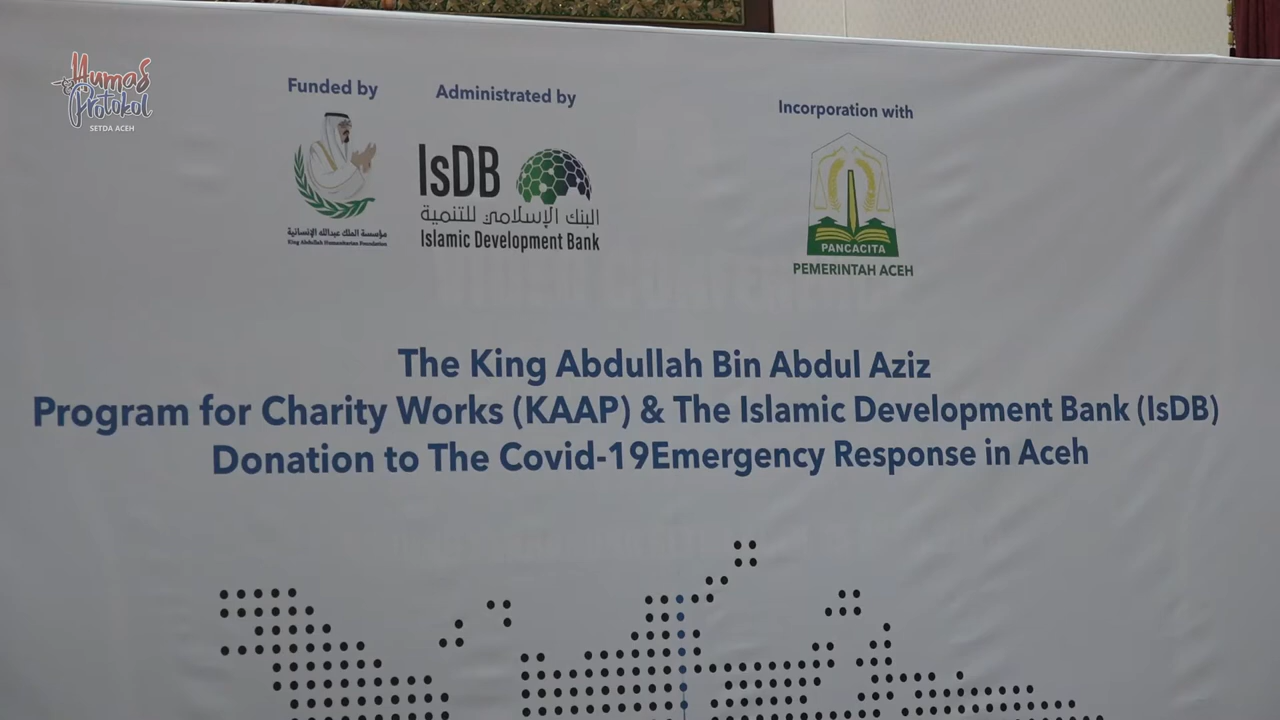 Humas
Protokol
SETDA ACEH
Funded by
Administrated by
Incorporation with
مؤسسة الملك عبدالله الإنسانية
King Abdullah Humanitarian Foundation
IsDB
البنك الإسلامي للتنمية
Islamic Development Bank
PANCACITA
PEMERINTAH ACEH
The King Abdullah Bin Abdul Aziz
Program for Charity Works (KAAP) & The Islamic Development Bank (IsDB)
Donation to The Covid-19Emergency Response in Aceh